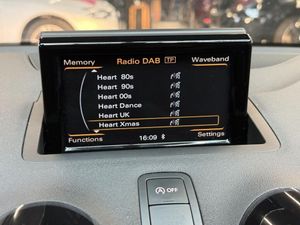 Memory Radio DAB TP Waveband
Heart 80s
Heart 90s
Heart 00s
Heart Dance
Heart UK
Heart Xmas
Functions 16:09 Settings
OFF